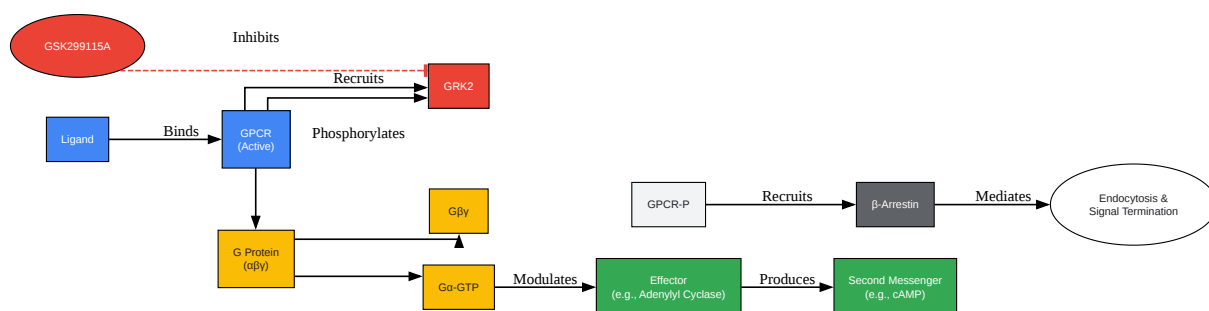 GSK299115A
Inhibits
Recruits
GRK2
Ligand
Binds
GPCR
(Active)
Phosphorylates
Gβγ
GPCR-P
Recruits
β-Arrestin
Mediates
Endocytosis &
Signal Termination
G Protein
(αβγ)
Gα-GTP
Modulates
Effector
(e.g., Adenylyl Cyclase)
Produces
Second Messenger
(e.g., cAMP)